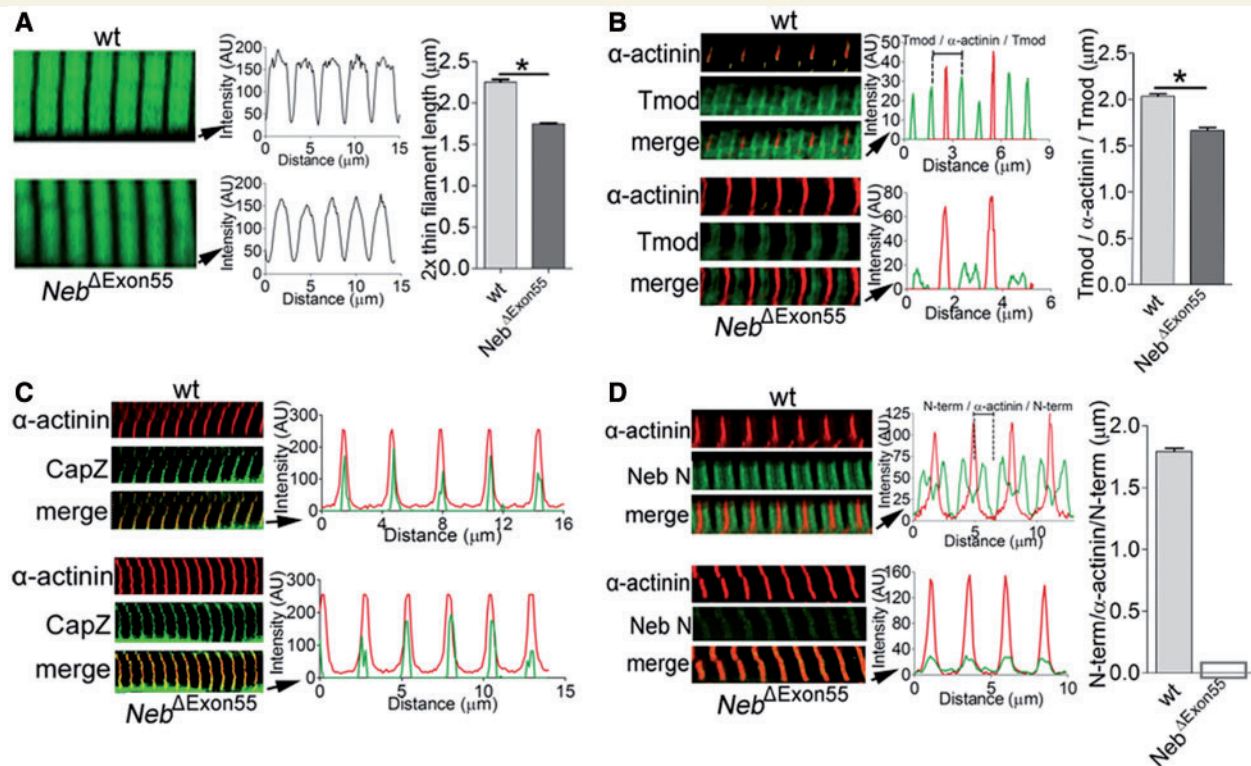 A
wt
Neb ΔExon55
Intensity (AU)
200
150
100
50
0
0 5 10 15
Distance (μm)
Intensity (AU)
200
150
100
50
0
0 5 10 15
Distance (μm)
2x thin filament length (μm)
2.5
2.0
1.5
1.0
0.5
0.0
*
wt
Neb ΔExon55
B
wt
α-actinin
Tmod
merge
α-actinin
Tmod
merge
Neb ΔExon55
Tmod / α-actinin / Tmod
Intensity (AU)
50
40
30
20
10
0
0 3 6 9
Distance (μm)
Intensity (AU)
80
60
40
20
0
0 2 4 6
Distance (μm)
Tmod / α-actinin / Tmod (μm)
2.5
2.0
1.5
1.0
0.5
0.0
*
wt
Neb ΔExon55
C
wt
α-actinin
CapZ
merge
α-actinin
CapZ
merge
Neb ΔExon55
Intensity (AU)
300
200
100
0
0 4 8 12 16
Distance (μm)
Intensity (AU)
300
200
100
0
0 5 10 15
Distance (μm)
D
wt
α-actinin
Neb N
merge
α-actinin
Neb N
merge
Neb ΔExon55
N-term / α-actinin / N-term
Intensity (AU)
125
100
75
50
25
0
0 5 10
Distance (μm)
Intensity (AU)
160
120
80
40
0
0 5 10
Distance (μm)
N-term/α-actinin/N-term (μm)
2.0
1.5
1.0
0.5
0.0
wt
Neb ΔExon55